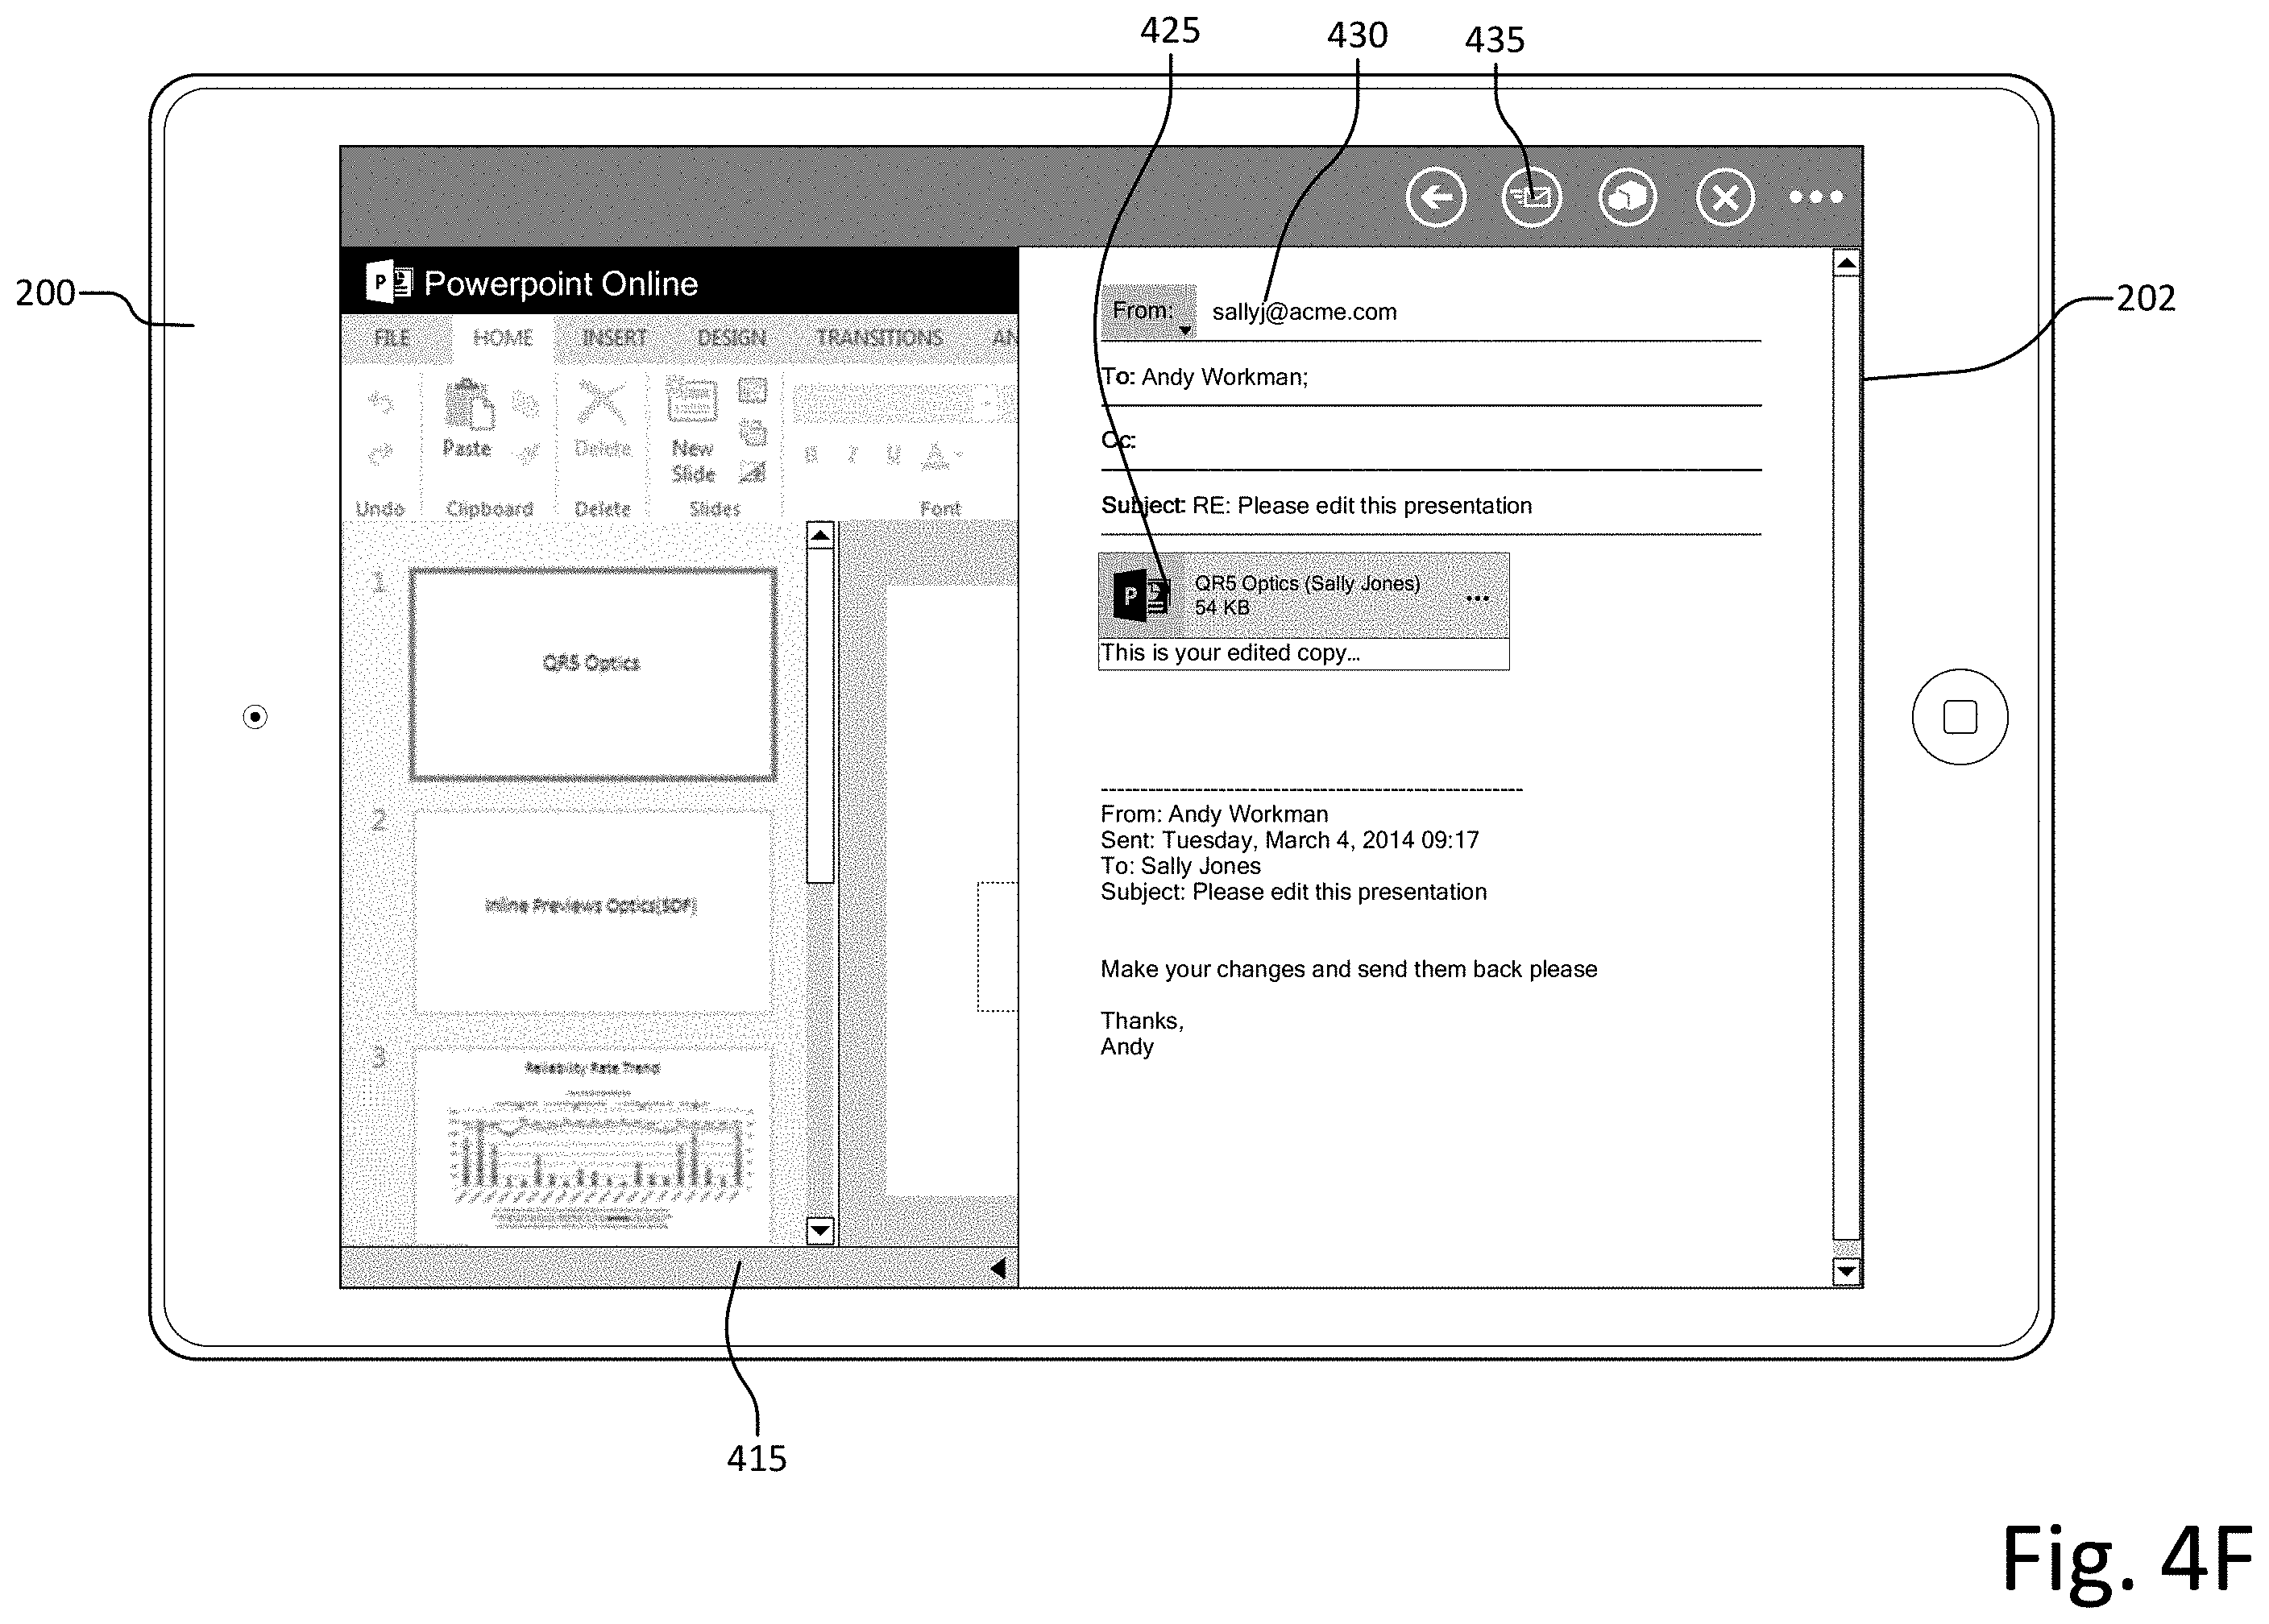 425
430
435
200
202
Powerpoint Online
FILE HOME INSERT DESIGN TRANSITIONS AN
Paste
Delete
New
Slide
B I U A
Undo Clipboard Delete Slides Font
1
QR5 Optics
2
Inline Previews Optics(SDF)
3
Reliability Rate Trend
From: sallyj@acme.com
To: Andy Workman;
Cc:
Subject: RE: Please edit this presentation
P QR5 Optics (Sally Jones)
54 KB
This is your edited copy...
From: Andy Workman
Sent: Tuesday, March 4, 2014 09:17
To: Sally Jones
Subject: Please edit this presentation
Make your changes and send them back please
Thanks,
Andy
415
Fig. 4F